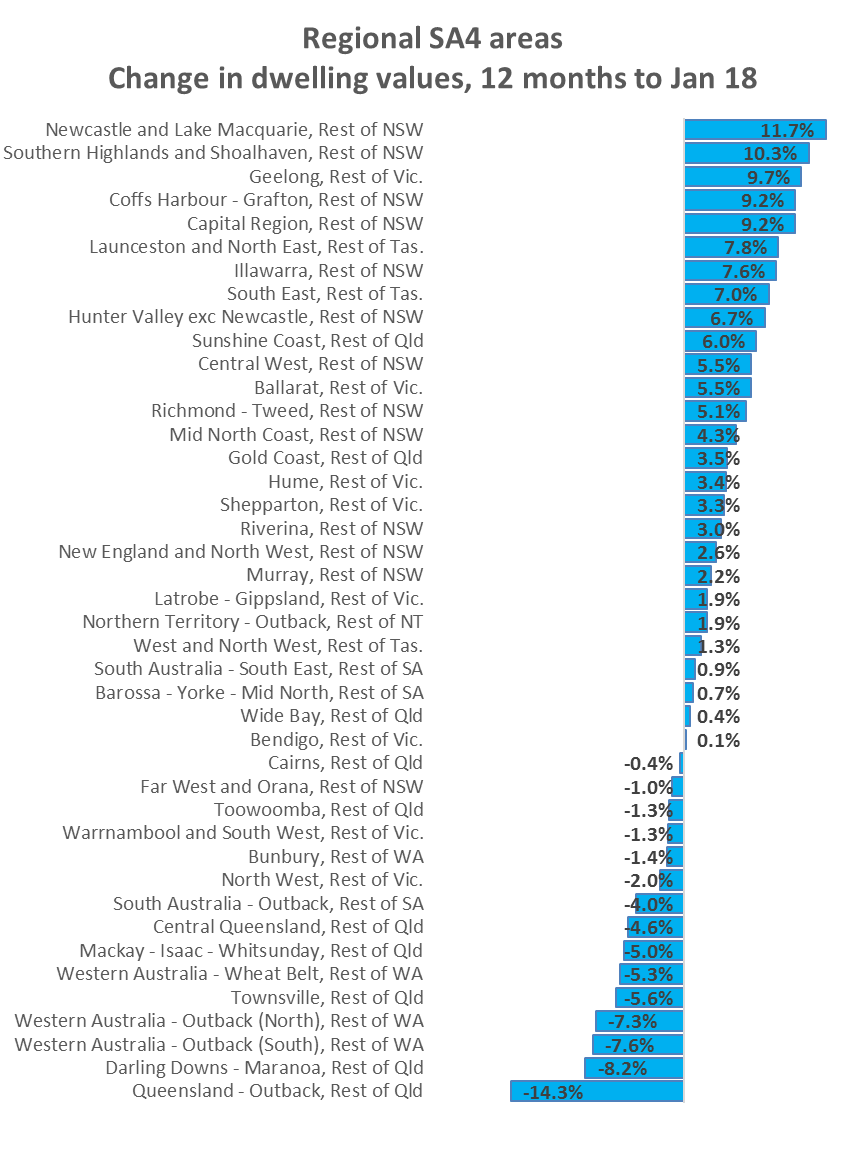 Regional SA4 areas
Change in dwelling values, 12 months to Jan 18
Newcastle and Lake Macquarie, Rest of NSW 11.7%
Southern Highlands and Shoalhaven, Rest of NSW 10.3%
Geelong, Rest of Vic. 9.7%
Coffs Harbour - Grafton, Rest of NSW 9.2%
Capital Region, Rest of NSW 9.2%
Launceston and North East, Rest of Tas. 7.8%
Illawarra, Rest of NSW 7.6%
South East, Rest of Tas. 7.0%
Hunter Valley exc Newcastle, Rest of NSW 6.7%
Sunshine Coast, Rest of Qld 6.0%
Central West, Rest of NSW 5.5%
Ballarat, Rest of Vic. 5.5%
Richmond - Tweed, Rest of NSW 5.1%
Mid North Coast, Rest of NSW 4.3%
Gold Coast, Rest of Qld 3.5%
Hume, Rest of Vic. 3.4%
Shepparton, Rest of Vic. 3.3%
Riverina, Rest of NSW 3.0%
New England and North West, Rest of NSW 2.6%
Murray, Rest of NSW 2.2%
Latrobe - Gippsland, Rest of Vic. 1.9%
Northern Territory - Outback, Rest of NT 1.9%
West and North West, Rest of Tas. 1.3%
South Australia - South East, Rest of SA 0.9%
Barossa - Yorke - Mid North, Rest of SA 0.7%
Wide Bay, Rest of Qld 0.4%
Bendigo, Rest of Vic. 0.1%
Cairns, Rest of Qld -0.4%
Far West and Orana, Rest of NSW -1.0%
Toowoomba, Rest of Qld -1.3%
Warrnambool and South West, Rest of Vic. -1.3%
Bunbury, Rest of WA -1.4%
North West, Rest of Vic. -2.0%
South Australia - Outback, Rest of SA -4.0%
Central Queensland, Rest of Qld -4.6%
Mackay - Isaac - Whitsunday, Rest of Qld -5.0%
Western Australia - Wheat Belt, Rest of WA -5.3%
Townsville, Rest of Qld -5.6%
Western Australia - Outback (North), Rest of WA -7.3%
Western Australia - Outback (South), Rest of WA -7.6%
Darling Downs - Maranoa, Rest of Qld -8.2%
Queensland - Outback, Rest of Qld -14.3%